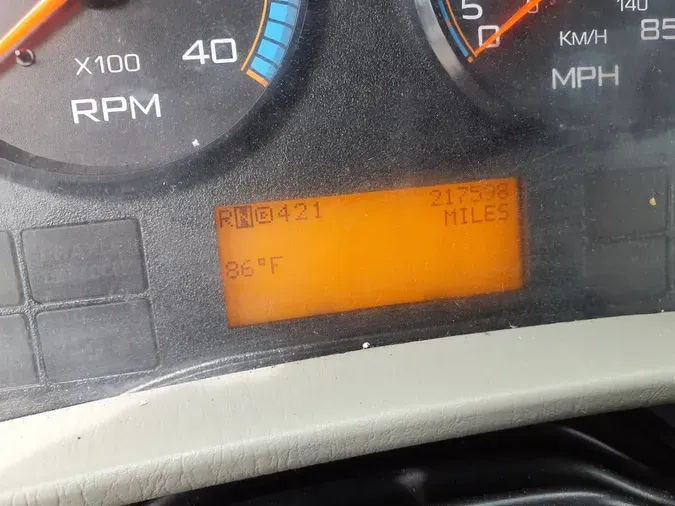 X100
40
RPM
5
0
140
85
KM/H
MPH
RND421
217598
MILES
86°F